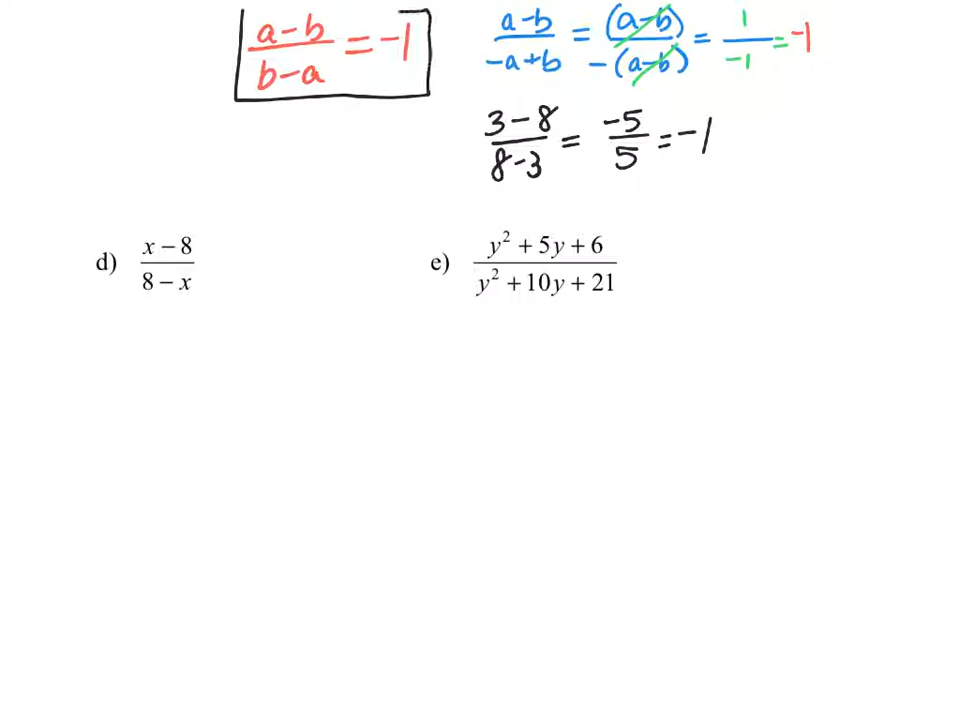 (a-b)/(b-a) = -1
(a-b)/(-a+b) = (a-b)/-(a-b) = 1/-1 = -1
(3-8)/(8-3) = -5/5 = -1
d) (x − 8)/(8 − x)
e) (y² + 5y + 6)/(y² + 10y + 21)